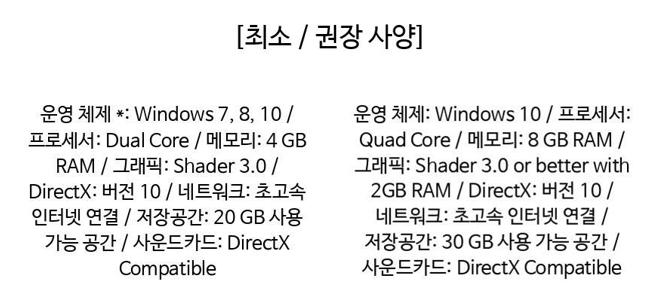 [최소 / 권장 사양]
운영 체제 *: Windows 7, 8, 10 /
프로세서: Dual Core / 메모리: 4 GB
RAM / 그래픽: Shader 3.0 /
DirectX: 버전 10 / 네트워크: 초고속
인터넷 연결 / 저장공간: 20 GB 사용
가능 공간 / 사운드카드: DirectX
Compatible
운영 체제: Windows 10 / 프로세서:
Quad Core / 메모리: 8 GB RAM /
그래픽: Shader 3.0 or better with
2GB RAM / DirectX: 버전 10 /
네트워크: 초고속 인터넷 연결 /
저장공간: 30 GB 사용 가능 공간 /
사운드카드: DirectX Compatible